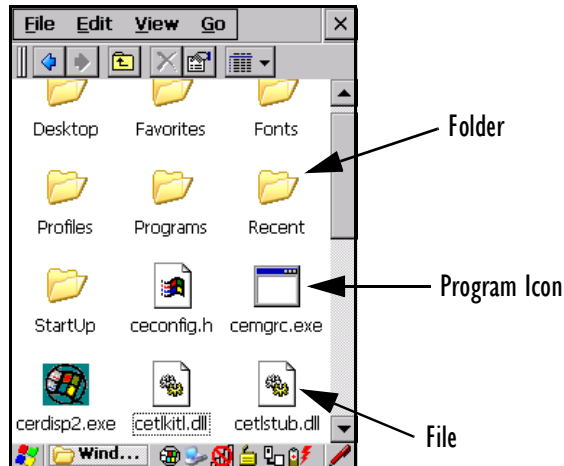 File Edit View Go
Desktop Favorites Fonts
Folder
Profiles Programs Recent
Program Icon
StartUp ceconfig.h cemgrc.exe
cerdisp2.exe cetlkitl.dll cetlstub.dll
File
Wind...